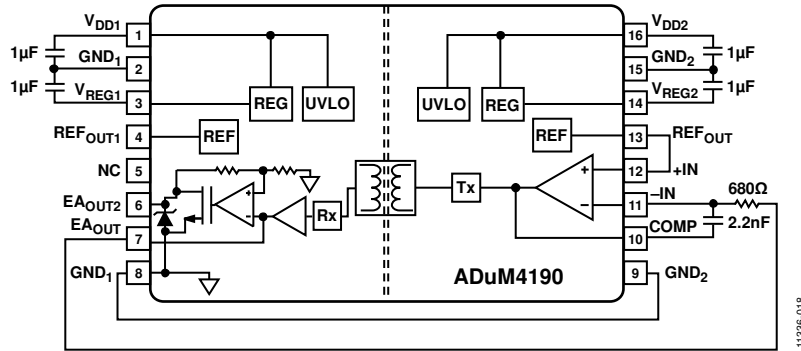 VDD1
1
1µF
GND1
2
1µF
VREG1
3
REG
UVLO
REFOUT1
4
REF
NC
5
EAOUT2
6
+
−
Rx
EAOUT
7
GND1
8
VDD2
16
1µF
GND2
15
1µF
UVLO
REG
14
VREG2
REF
13
REFOUT
+
12
+IN
Tx
−
11
−IN
680Ω
COMP
2.2nF
10
ADuM4190
9
GND2
11336-018